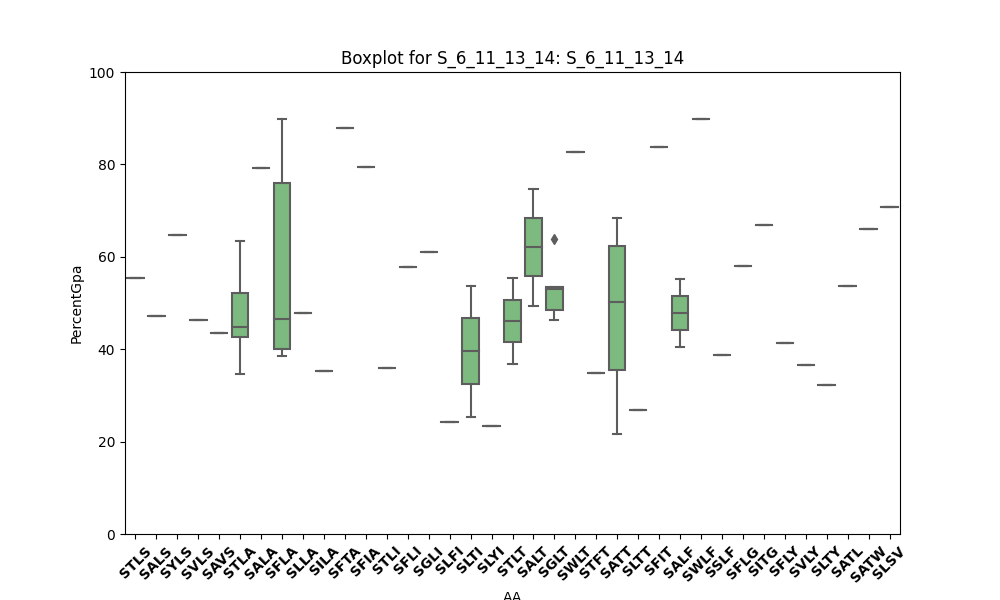 Boxplot for S_6_11_13_14: S_6_11_13_14
100
80
60
40
20
0
PercentGpa
STLS SALS SYLS SVLS SAVS STLA SALA SFLA SLLA SILA SFTA SFIA STLI SFLI SGLI SLFI SLTI SLYI STLT SALT SGLT SWLT STFT SATT SLTT SFIT SALF SWLF SSLF SFLG SITG SFLY SVLY SLTY SATL SATW SLSV
AA